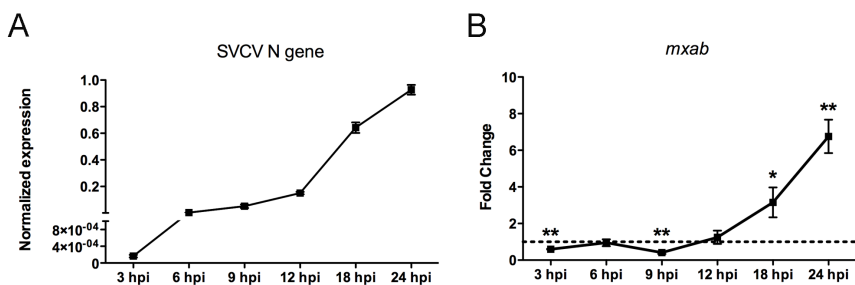 A
SVCV N gene
Normalized expression
1.0
0.8
0.6
0.4
0.2
8×10⁻⁰⁴
4×10⁻⁰⁴
0
3 hpi 6 hpi 9 hpi 12 hpi 18 hpi 24 hpi
B
mxab
Fold Change
10
8
6
4
2
0
** ** * **
3 hpi 6 hpi 9 hpi 12 hpi 18 hpi 24 hpi